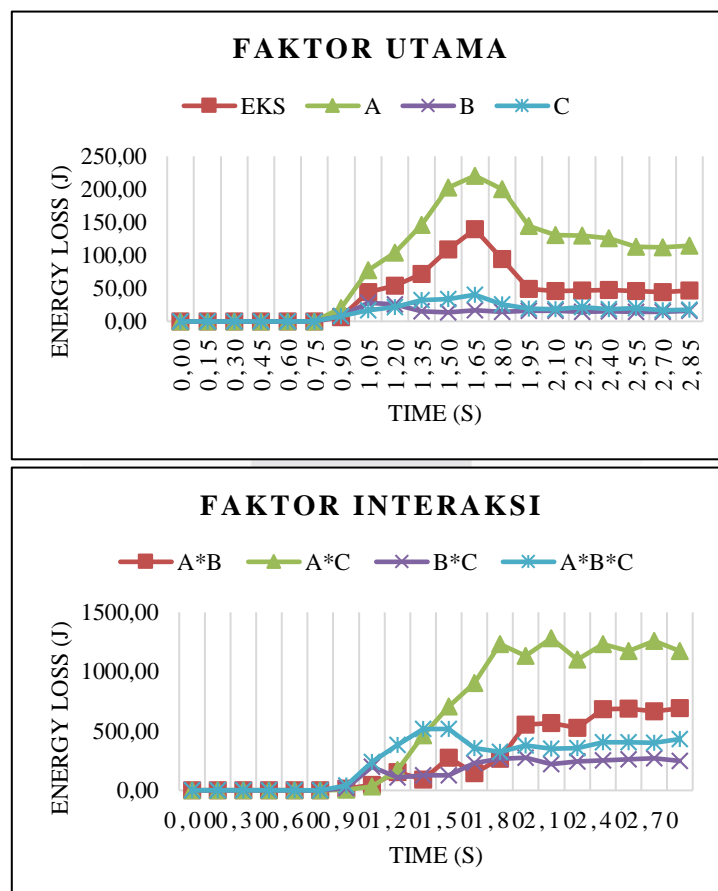 FAKTOR UTAMA
EKS A B C
ENERGY LOSS (J)
250,00
200,00
150,00
100,00
50,00
0,00
0,00 0,15 0,30 0,45 0,60 0,75 0,90 1,05 1,20 1,35 1,50 1,65 1,80 1,95 2,10 2,25 2,40 2,55 2,70 2,85
TIME (S)
FAKTOR INTERAKSI
A*B A*C B*C A*B*C
ENERGY LOSS (J)
1500,00
1000,00
500,00
0,00
0,000,300,600,901,201,501,802,102,402,70
TIME (S)